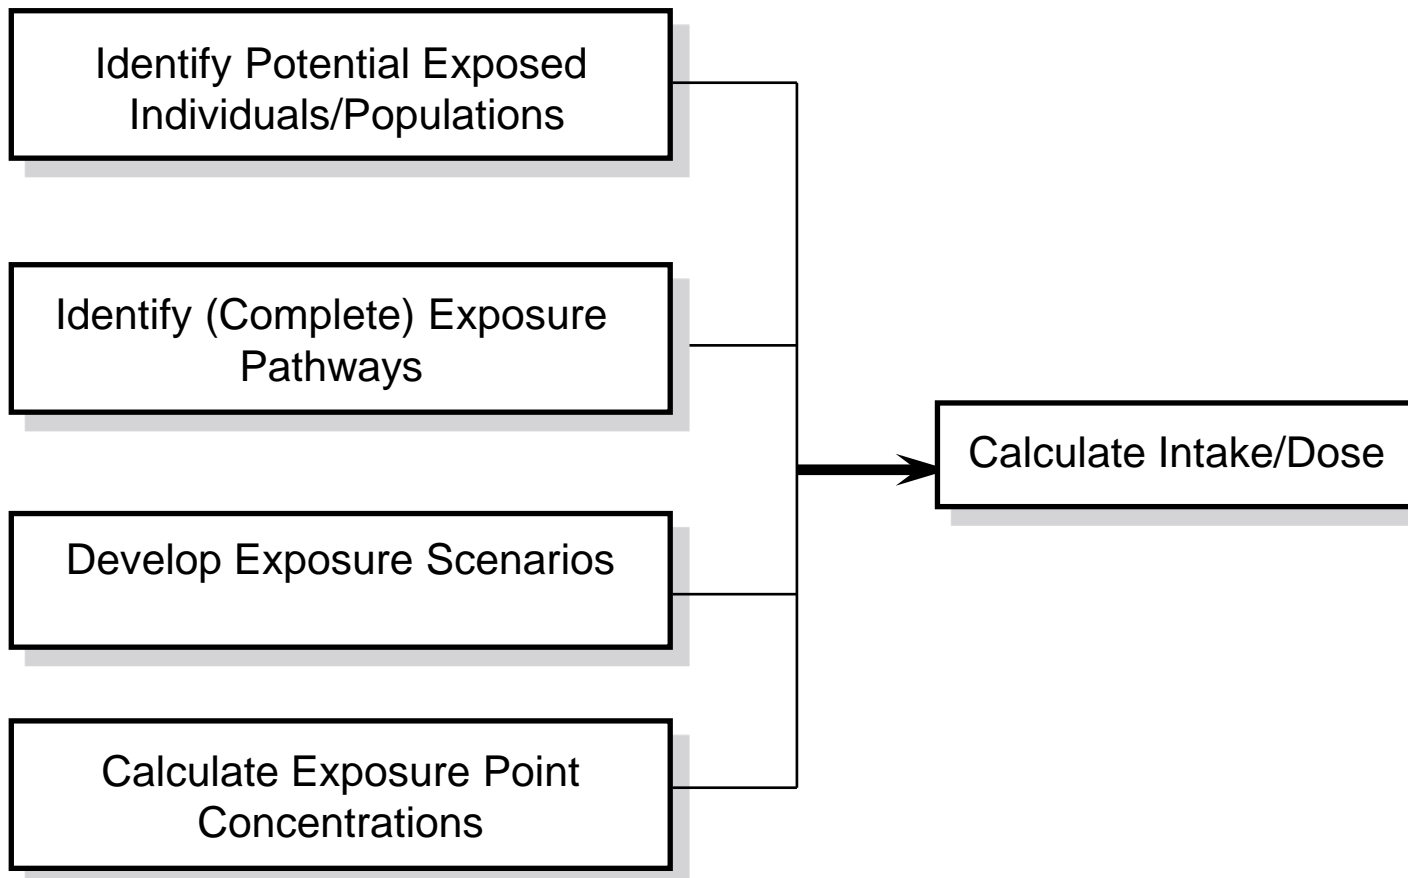 Identify Potential Exposed
Individuals/Populations
Identify (Complete) Exposure
Pathways
Develop Exposure Scenarios
Calculate Exposure Point
Concentrations
Calculate Intake/Dose